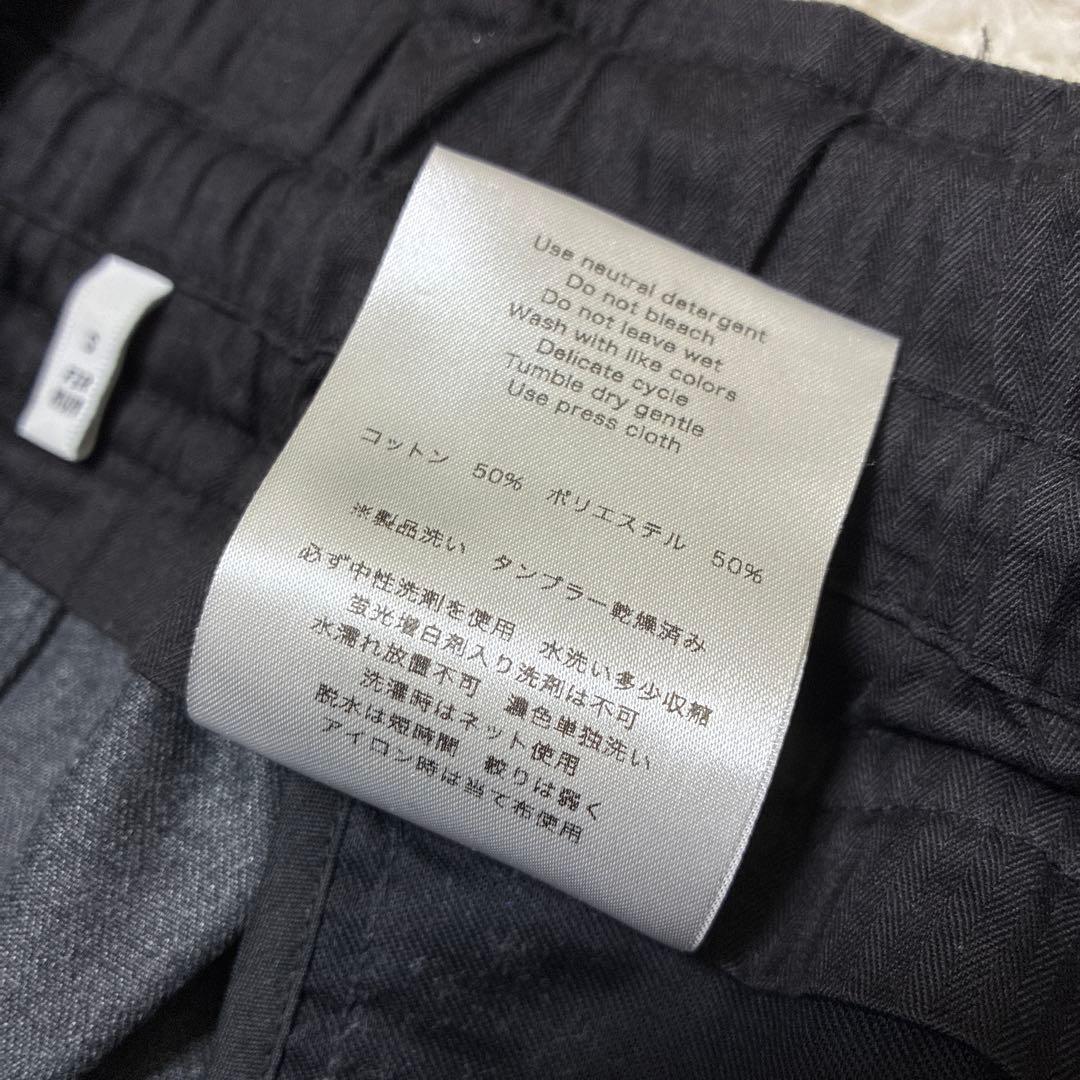 Use neutral detergent
Do not bleach
Do not leave wet
Wash with like colors
Delicate cycle
Tumble dry gentle
Use press cloth
コットン 50% ポリエステル 50%
※製品洗い タンブラー乾燥済み
必ず中性洗剤を使用 水洗い多少収縮
蛍光増白剤入り洗剤は不可
水濡れ放置不可 濃色単独洗い
洗濯時はネット使用
脱水は短時間 絞りは弱く
アイロン時は当て布使用
S
FOR
HIM